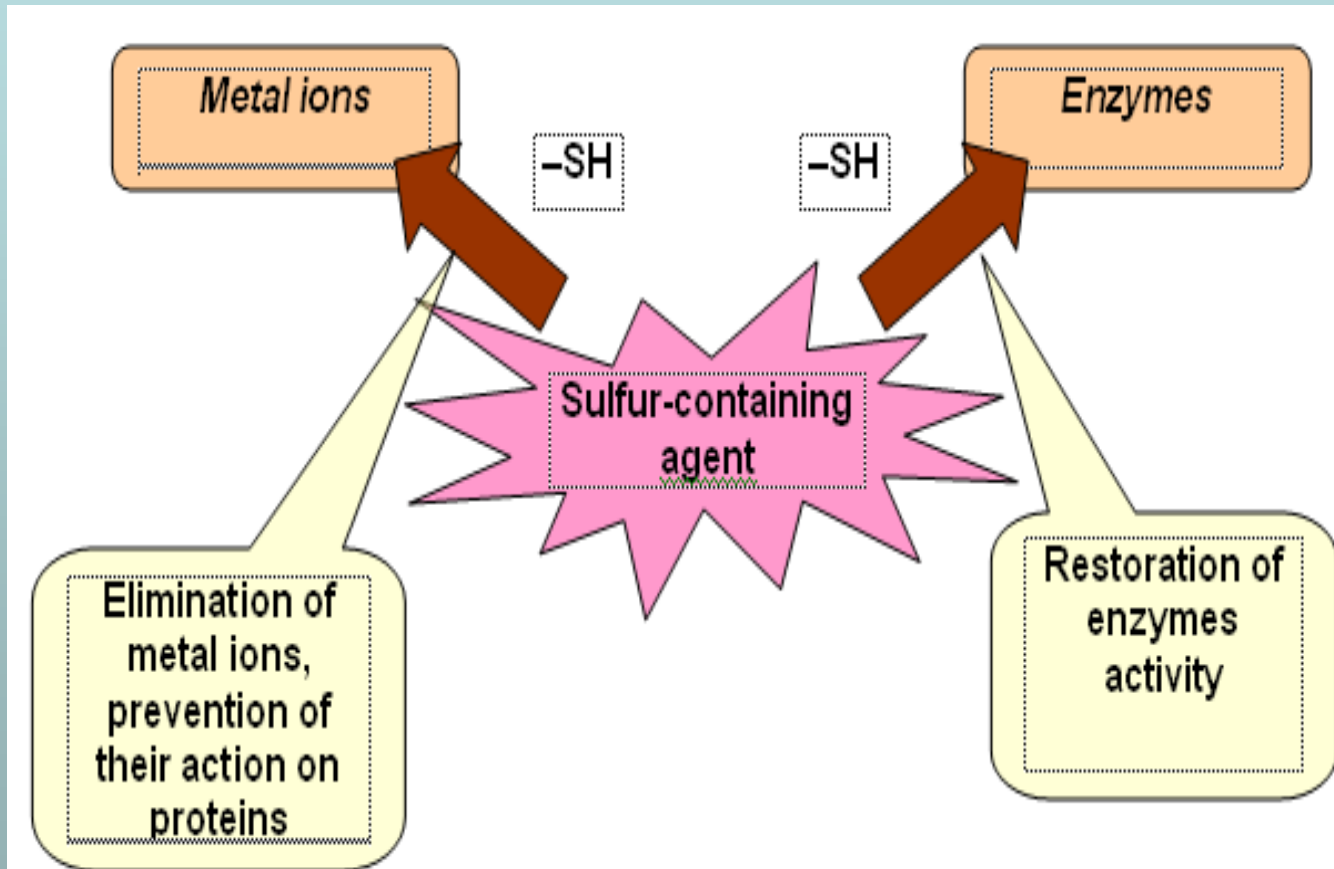 Metal ions
Enzymes
–SH
–SH
Sulfur-containing
agent
Elimination of
metal ions,
prevention of
their action on
proteins
Restoration of
enzymes
activity